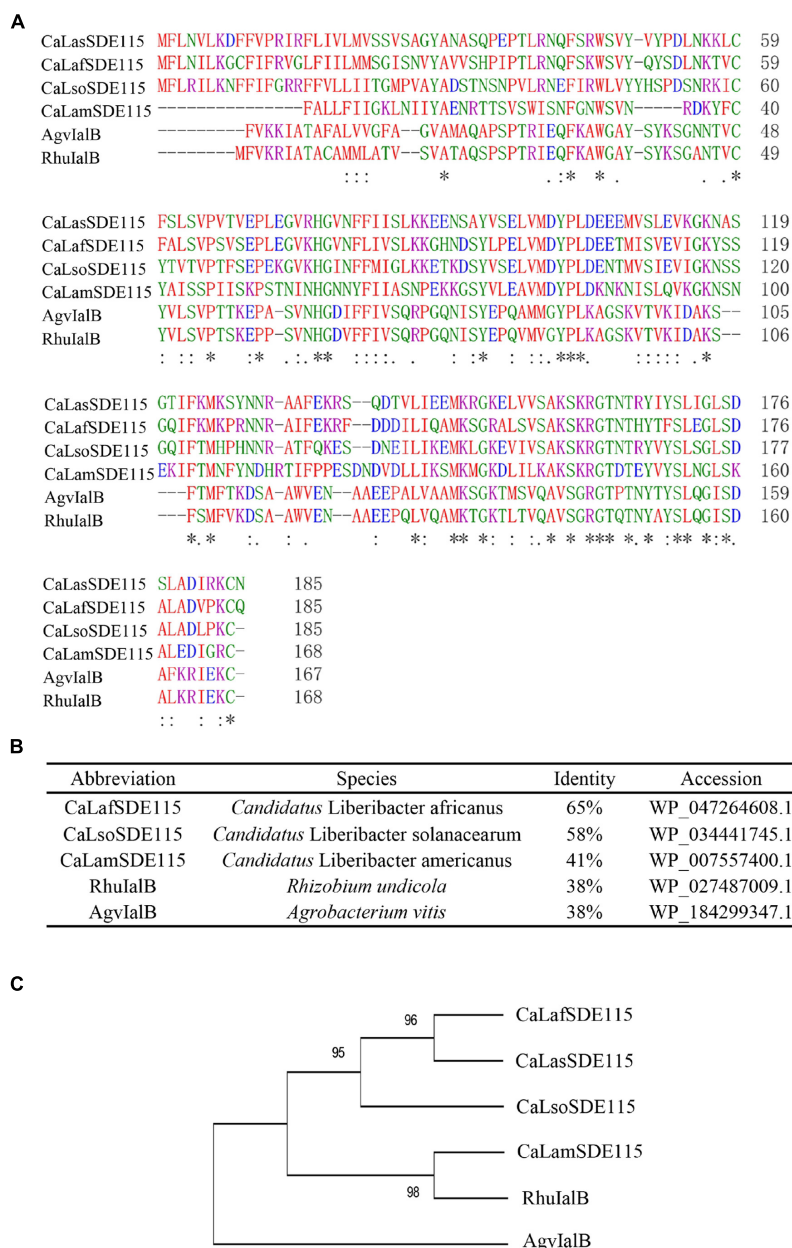 A
CaLasSDE115 MFLNVLKDFFVPRIRFLIVLMVSSVSAGYANASQPEPTLRNQFSRWSVY-VYPDLNKKLC 59
CaLafSDE115 MFLNILKGCFIFRVGLFIILMMSGISNVYAVVSHPIPTLRNQFSRWSVY-QYSDLNKTVC 59
CaLsoSDE115 MFLRILKNFFIFGRRFFVLLIITGMPVAYADSTNSNPVLRNEFIRWLVYYHSPDSNRKIC 60
CaLamSDE115 ---------------FALLFIIGKLNIIYAENRTTSVSWISNFGNWSVN-----RDKYFC 40
AgvIalB ---------FVKKIATAFALVVGFA--GVAMAQAPSPTRIEQFKAWGAY-SYKSGNNTVC 48
RhuIalB --------MFVKRIATACAMMLATV--SVATAQSPSPTRIEQFKAWGAY-SYKSGANTVC 49
::: * .:* * . . .*
CaLasSDE115 FSLSVPVTVEPLEGVRHGVNFFIISLKKEENSAYVSELVMDYPLDEEEMVSLEVKGKNAS 119
CaLafSDE115 FALSVPSVSEPLEGVRHGVNFLIVSLKKGHNDSYLPELVMDYPLDEETMISVEVIGKYSS 119
CaLsoSDE115 YTVTVPTFSEPEKGVKHGINFFMIGLKKETKDSYVSELVMDYPLDENTMVSIEVIGKNSS 120
CaLamSDE115 YAISSPIISKPSTNINHGNNYFIIASNPEKKGSYVLEAVMDYPLDKNKNISLQVKGKNSN 100
AgvIalB YVLSVPTTKEPA-SVNHGDIFFIVSQRPGQNISYEPQAMMGYPLKAGSKVTVKIDAKS-- 105
RhuIalB YVLSVPTSKEPP-SVNHGDVFFIVSQRPGQNISYEPQVMVGYPLKAGSKVTVKIDAKS-- 106
: :: * :* .:.** ::::. . :* : ::.***. ::::: *
CaLasSDE115 GTIFKMKSYNNR-AAFEKRS--QDTVLIEEMKRGKELVVSAKSKRGTNTRYIYSLIGLSD 176
CaLafSDE115 GQIFKMKPRNNR-AIFEKRF--DDDILIQAMKSGRALSVSAKSKRGTNTHYTFSLEGLSD 176
CaLsoSDE115 GQIFTMHPHNNR-ATFQKES--DNEILIKEMKLGKELIVSAKSKRGTNTRYVYSLSGLSD 177
CaLamSDE115 EKIFTMNFYNDHRTIFPPESDNDVDLLIKSMKMGKDLILKAKSKRGTDTEYVYSLNGLSK 160
AgvIalB ---FTMFTKDSA-AWVEN--AAEEPALVAAMKSGKTMSVQAVSGRGTPTNYTYSLQGISD 159
RhuIalB ---FSMFVKDSA-AWVEN--AAEEPQLVQAMKTGKTLTVQAVSGRGTQTNYAYSLQGISD 160
*.* :. : . : *: ** *: : :.* * *** *.* :** *:*.
CaLasSDE115 SLADIRKCN 185
CaLafSDE115 ALADVPKCQ 185
CaLsoSDE115 ALADLPKC- 185
CaLamSDE115 ALEDIGRC- 168
AgvIalB AFKRIEKC- 167
RhuIalB ALKRIEKC- 168
:: : :*
B
Abbreviation Species Identity Accession
CaLafSDE115 Candidatus Liberibacter africanus 65% WP_047264608.1
CaLsoSDE115 Candidatus Liberibacter solanacearum 58% WP_034441745.1
CaLamSDE115 Candidatus Liberibacter americanus 41% WP_007557400.1
RhuIalB Rhizobium undicola 38% WP_027487009.1
AgvIalB Agrobacterium vitis 38% WP_184299347.1
C
CaLafSDE115
96
95
CaLasSDE115
CaLsoSDE115
CaLamSDE115
98
RhuIalB
AgvIalB